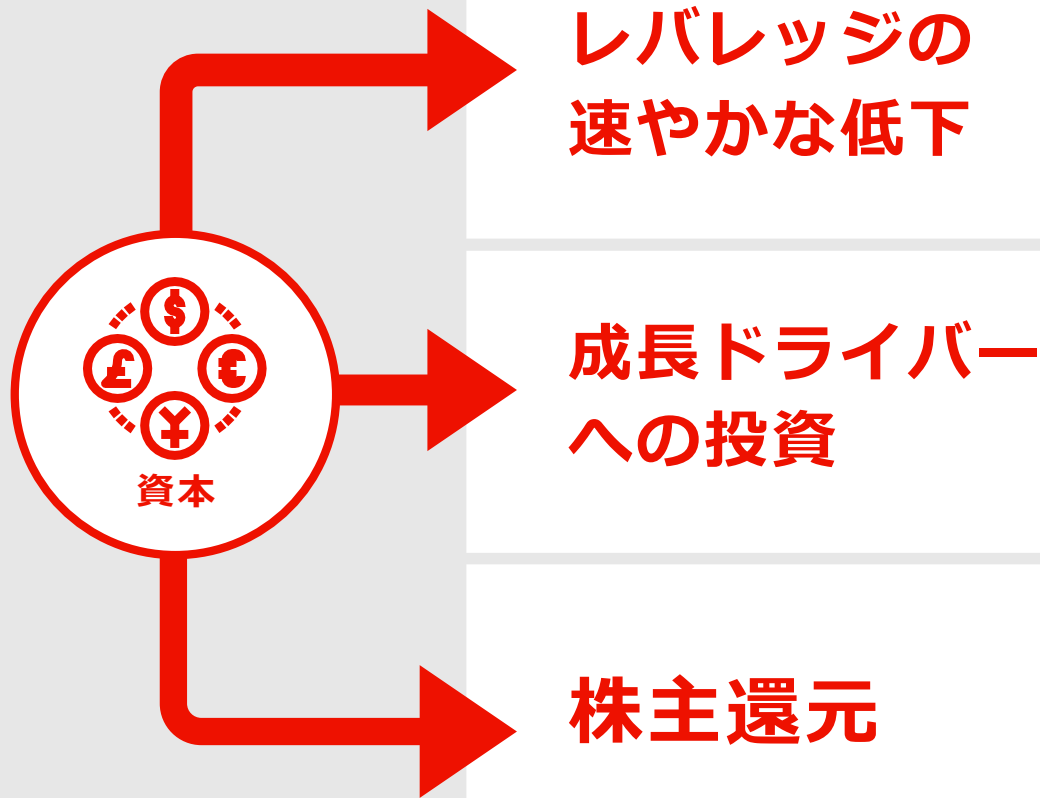 レバレッジの
速やかな低下
$
£
€
¥
資本
成長ドライバー
への投資
株主還元